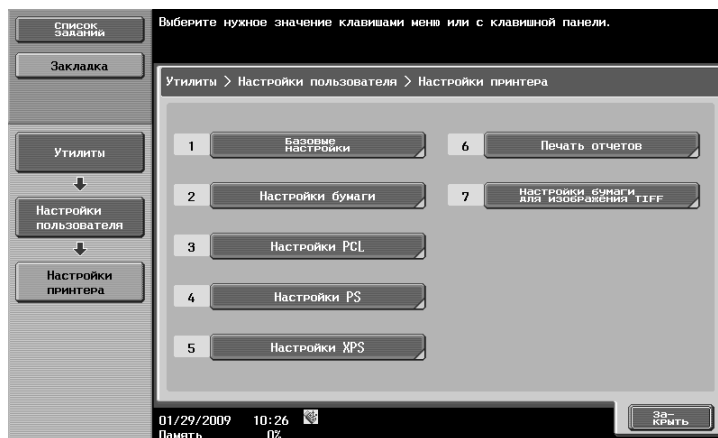 Список
заданий
Выберите нужное значение клавишами меню или с клавишной панели.
Закладка
Утилиты > Настройки пользователя > Настройки принтера
Утилиты
Настройки
пользователя
Настройки
принтера
1 Базовые
настройки
2 Настройки бумаги
3 Настройки PCL
4 Настройки PS
5 Настройки XPS
6 Печать отчетов
7 Настройки бумаги
для изображения TIFF
01/29/2009 10:26
Память 0%
За-
крыть